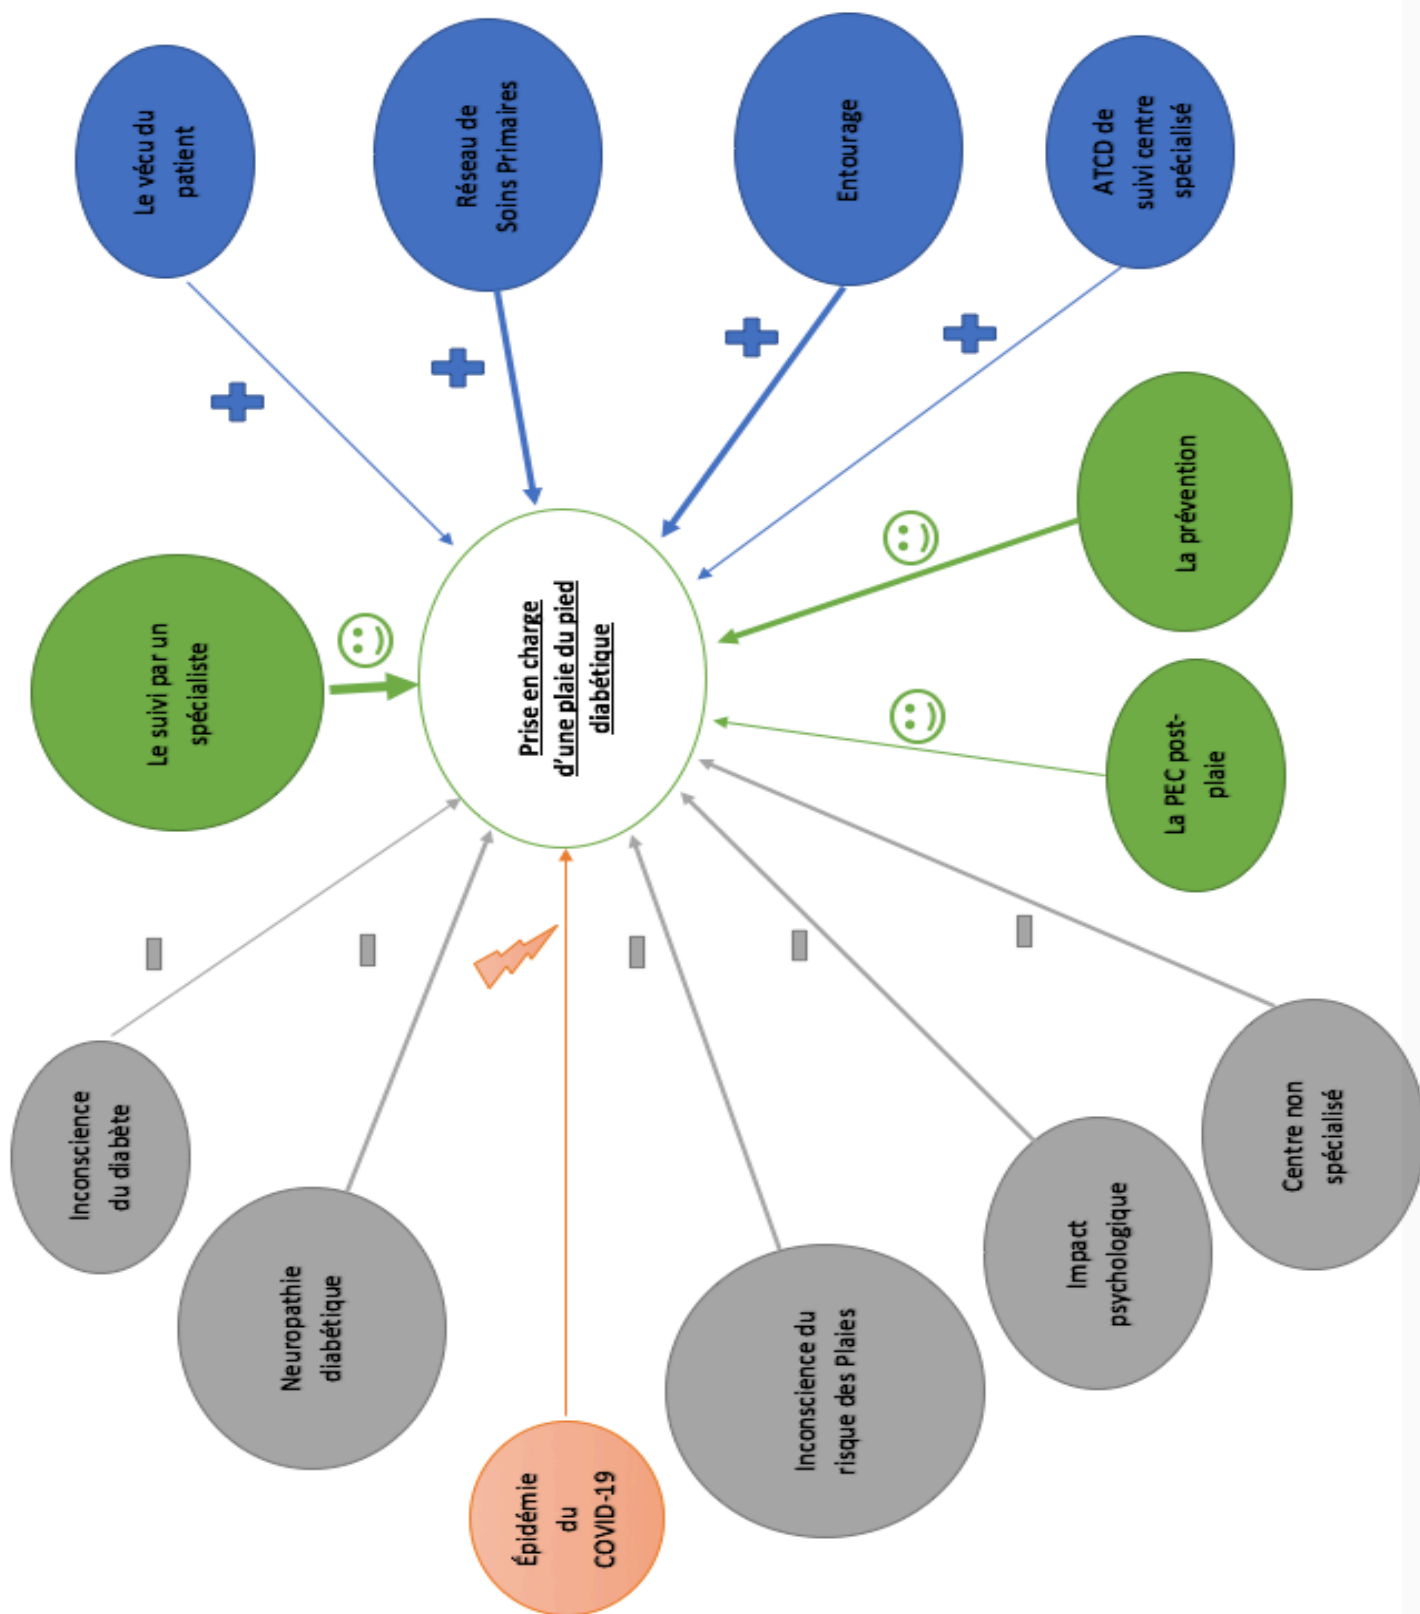 Inconscience
du diabète
Le suivi par un
spécialiste
Le vécu du
patient
Neuropathie
diabétique
Réseau de
Soins Primaires
Épidémie
du
COVID-19
Prise en charge
d'une plaie du pied
diabétique
Inconscience du
risque des Plaies
Entourage
Impact
psychologique
ATCD de
suivi centre
spécialisé
La PEC post-
plaie
La prévention
Centre non
spécialisé